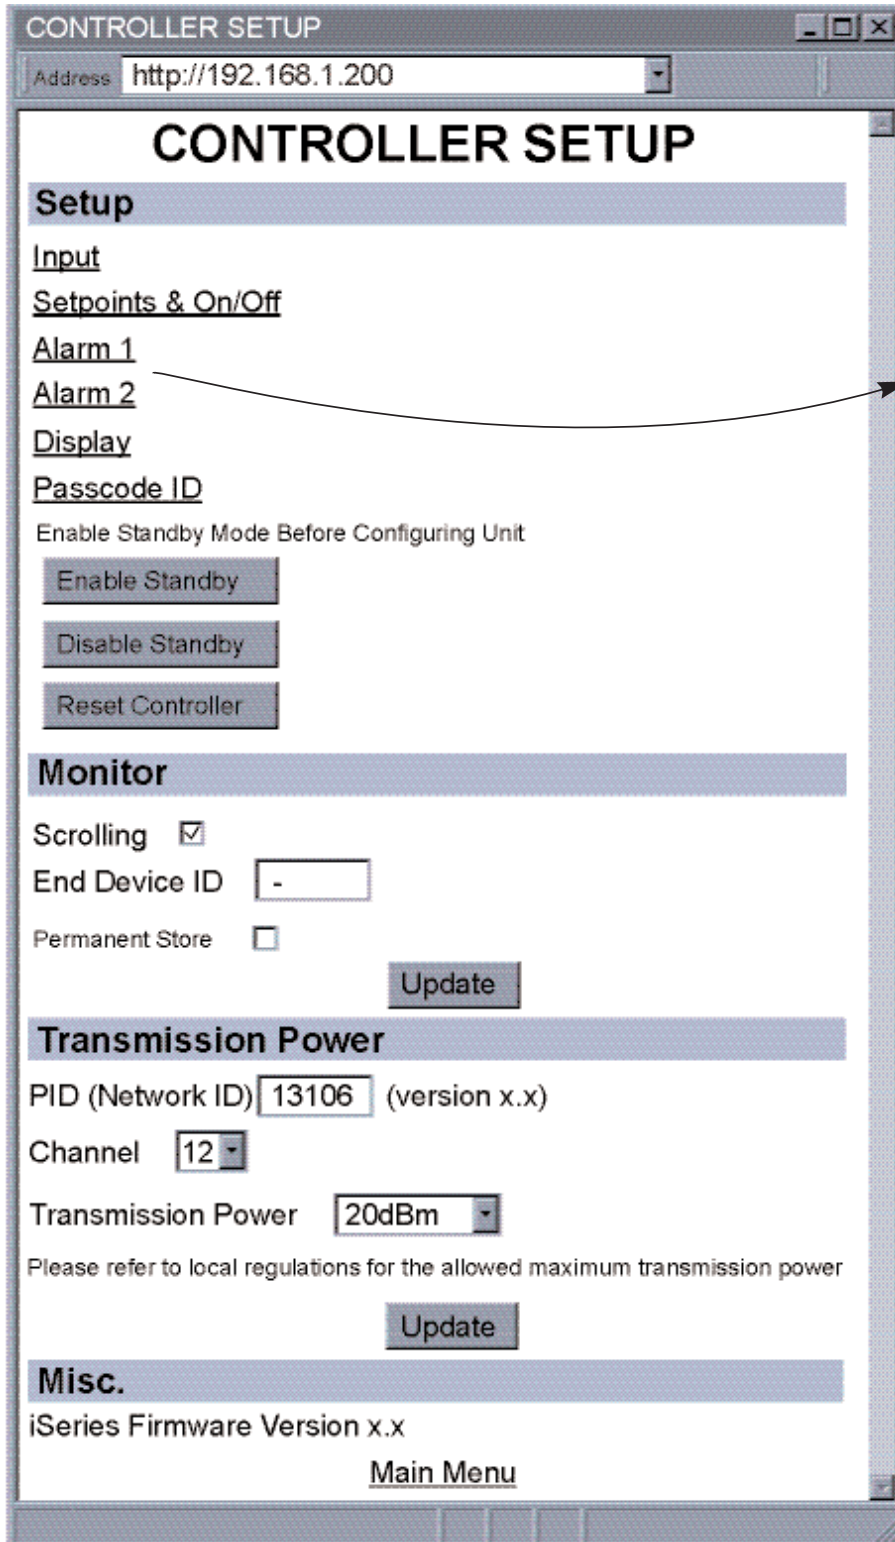 CONTROLLER SETUP
Address http://192.168.1.200
CONTROLLER SETUP
Setup
Input
Setpoints & On/Off
Alarm 1
Alarm 2
Display
Passcode ID
Enable Standby Mode Before Configuring Unit
Enable Standby
Disable Standby
Reset Controller
Monitor
Scrolling
End Device ID -
Permanent Store
Update
Transmission Power
PID (Network ID) 13106 (version x.x)
Channel 12
Transmission Power 20dBm
Please refer to local regulations for the allowed maximum transmission power
Update
Misc.
iSeries Firmware Version x.x
Main Menu